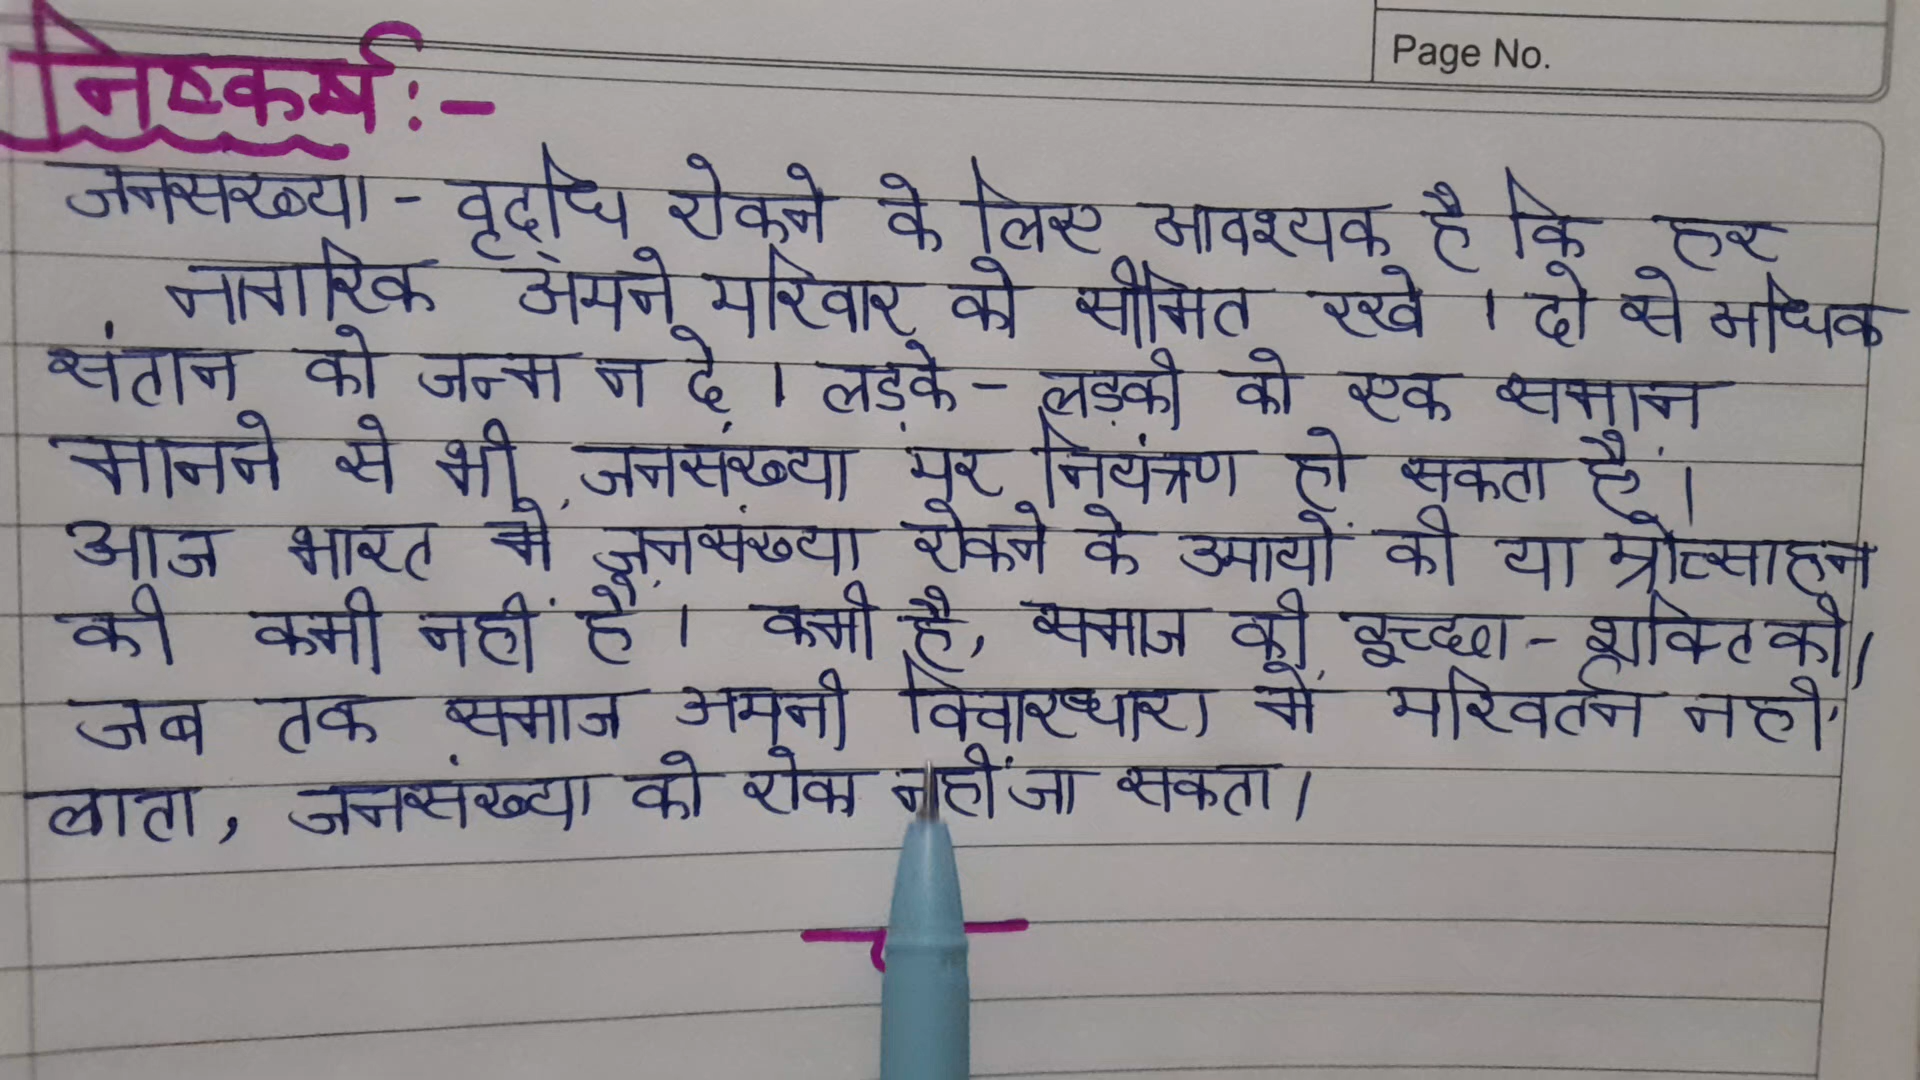 Page No.
निष्कर्ष :-
जनसख्या - वृद्धि रोकने के लिए आवश्यक है कि हर
नागरिक अपने परिवार को सीमित रखे । दो से अधिक
संतान को जन्म न दे । लड़के - लड़की को एक समान
मानने से भी जनसंख्या पर नियंत्रण हो सकता है ।
आज भारत में जनसंख्या रोकने के उपायों की या प्रोत्साहन
की कमी नहीं है । कमी है, समाज की इच्छा - शक्ति की ।
जब तक समाज अपनी विचारधारा में परिवर्तन नहीं
लाता, जनसंख्या को रोका नहीं जा सकता ।